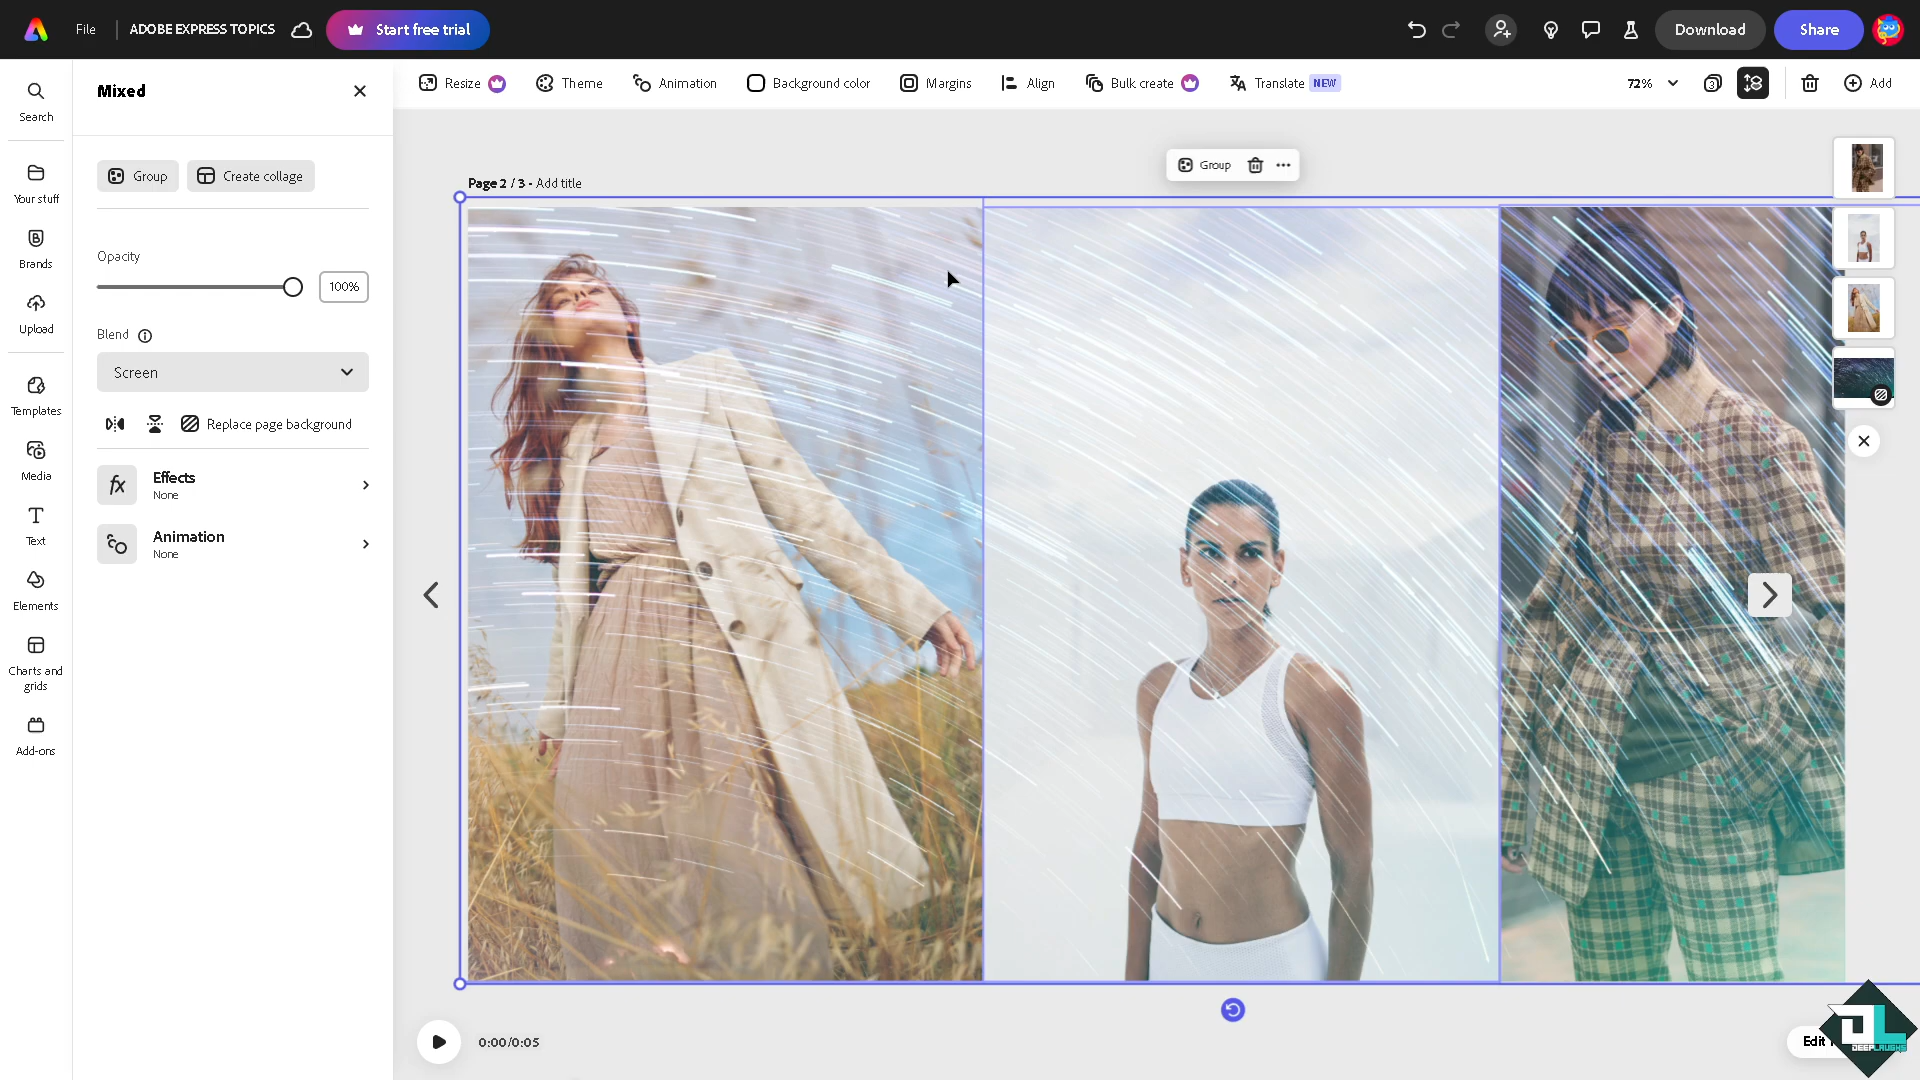 File
ADOBE EXPRESS TOPICS
Start free trial
Download
Share
Search
Your stuff
Brands
Upload
Templates
Media
Text
Elements
Charts and
grids
Add-ons
Mixed
Group
Create collage
Opacity
100%
Blend
Screen
Replace page background
fx
Effects
None
Animation
None
Resize
Theme
Animation
Background color
Margins
Align
Bulk create
Translate NEW
72%
3
Add
Group
Page 2 / 3 - Add title
0:00/0:05
Edit
DEEPLAUGHS